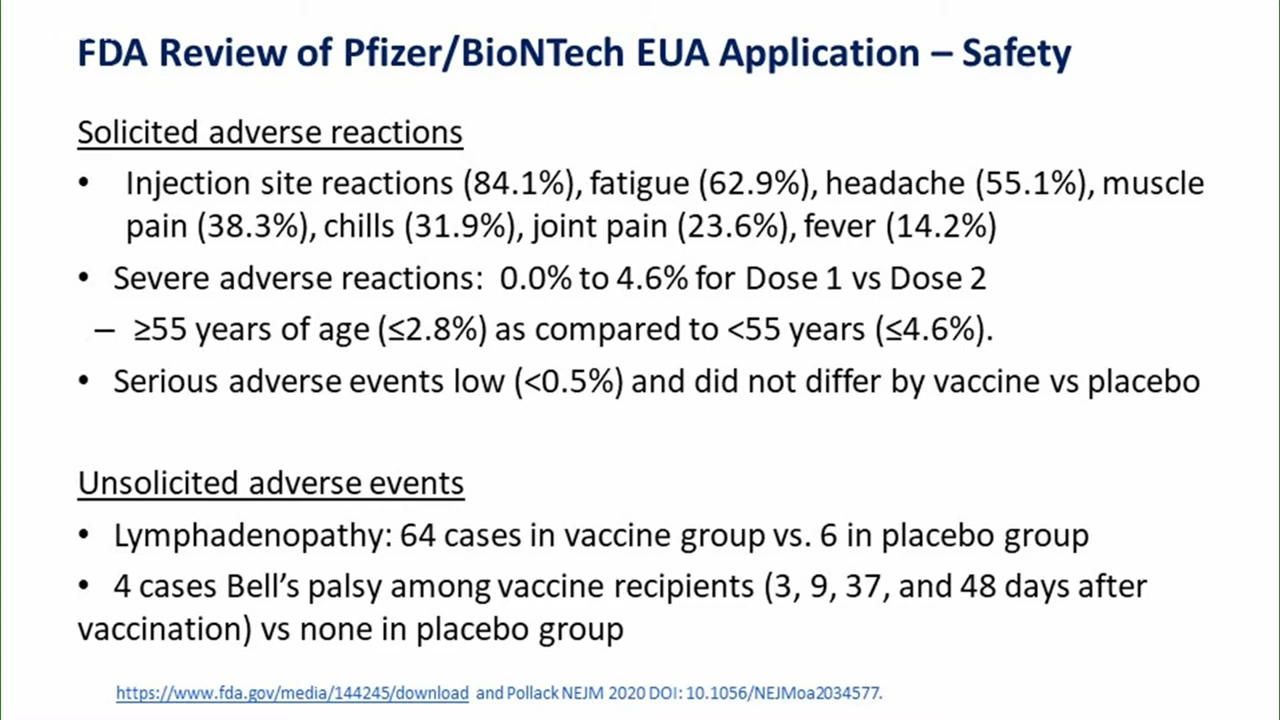 FDA Review of Pfizer/BioNTech EUA Application – Safety
Solicited adverse reactions
• Injection site reactions (84.1%), fatigue (62.9%), headache (55.1%), muscle
pain (38.3%), chills (31.9%), joint pain (23.6%), fever (14.2%)
• Severe adverse reactions: 0.0% to 4.6% for Dose 1 vs Dose 2
– ≥55 years of age (≤2.8%) as compared to <55 years (≤4.6%).
• Serious adverse events low (<0.5%) and did not differ by vaccine vs placebo
Unsolicited adverse events
• Lymphadenopathy: 64 cases in vaccine group vs. 6 in placebo group
• 4 cases Bell's palsy among vaccine recipients (3, 9, 37, and 48 days after
vaccination) vs none in placebo group
https://www.fda.gov/media/144245/download and Pollack NEJM 2020 DOI: 10.1056/NEJMoa2034577.